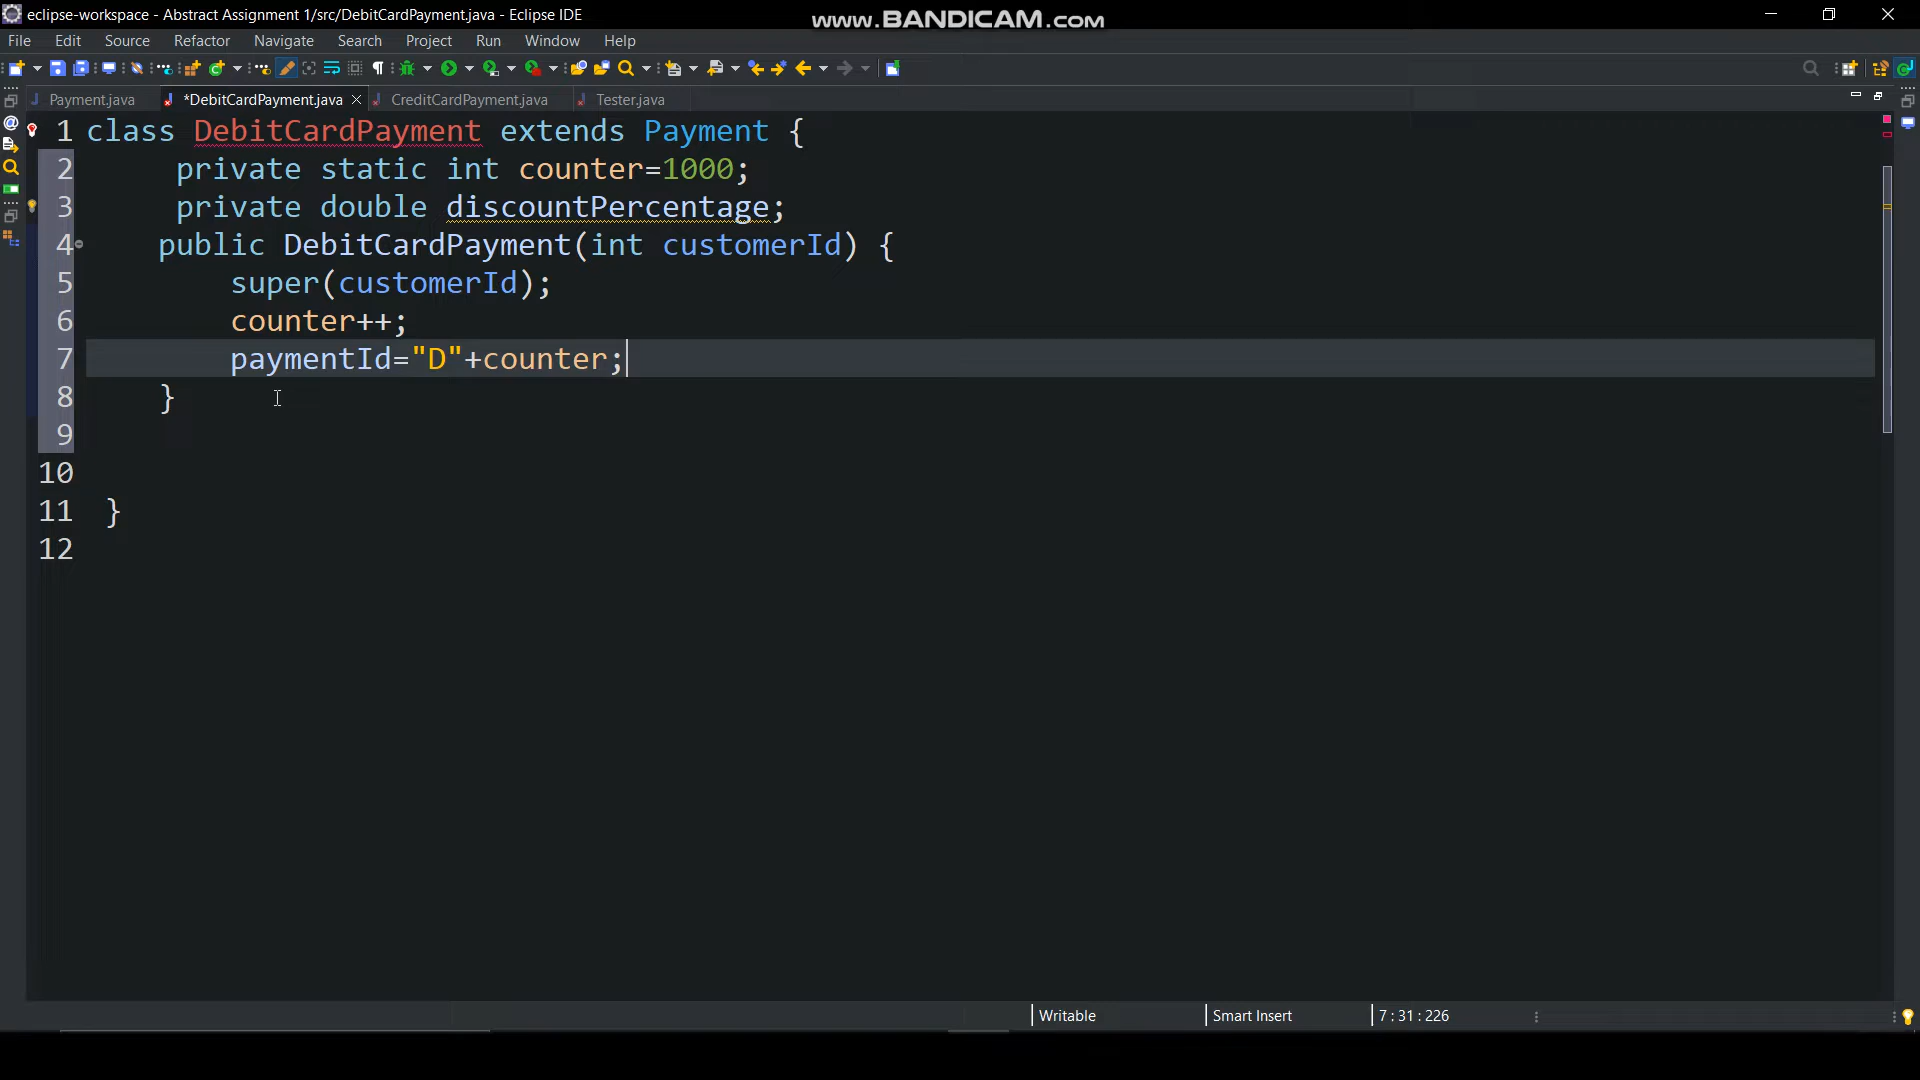 eclipse-workspace - Abstract Assignment 1/src/DebitCardPayment.java - Eclipse IDE
www.BANDICAM.com
File Edit Source Refactor Navigate Search Project Run Window Help
Payment.java *DebitCardPayment.java CreditCardPayment.java Tester.java
1 class DebitCardPayment extends Payment {
2 private static int counter=1000;
3 private double discountPercentage;
4 public DebitCardPayment(int customerId) {
5 super(customerId);
6 counter++;
7 paymentId="D"+counter;
8 }
9
10
11 }
12
Writable Smart Insert 7 : 31 : 226